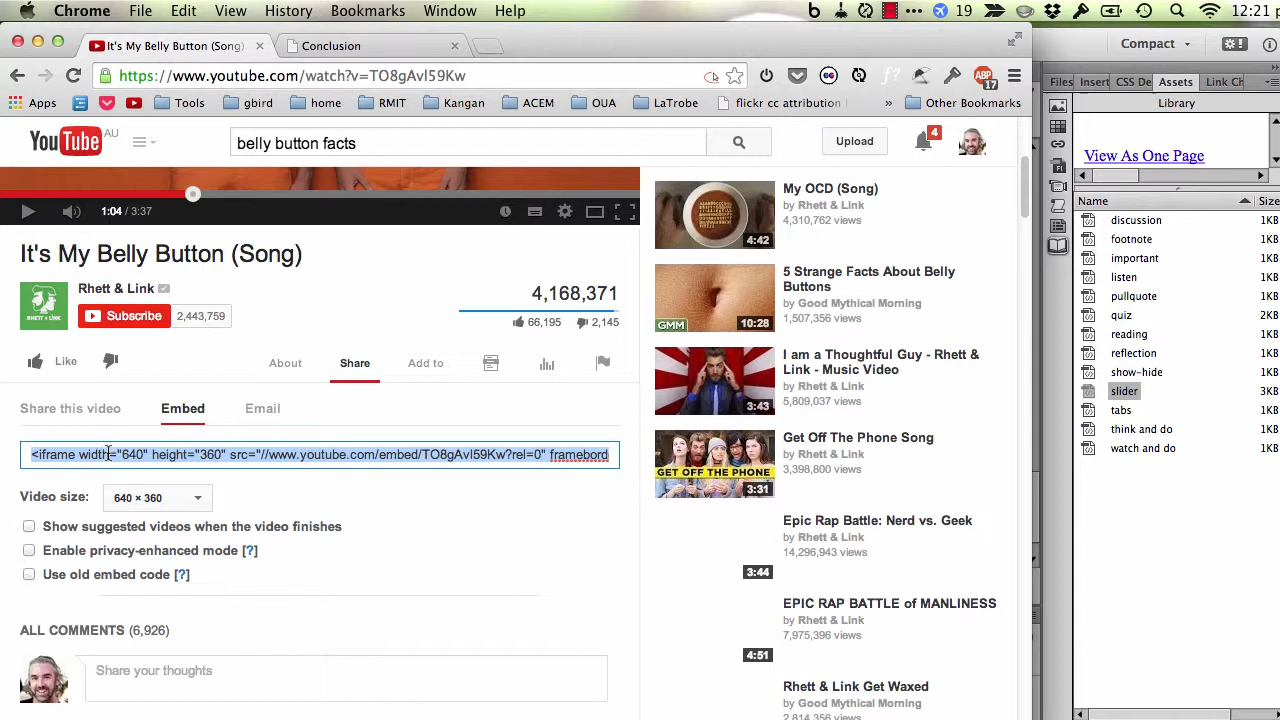 Chrome File Edit View History Bookmarks Window Help 19 12:21
It's My Belly Button (Song) Conclusion
https://www.youtube.com/watch?v=TO8gAvl59Kw ABP 17
Apps Tools gbird home RMIT Kangan ACEM OUA LaTrobe flickr cc attribution » Other Bookmarks
YouTube AU belly button facts Upload 4
1:04 / 3:37
It's My Belly Button (Song)
Rhett & Link
RHETT & LINK
Subscribe 2,443,759
4,168,371
66,195 2,145
Like About Share Add to
Share this video Embed Email
<iframe width="640" height="360" src="//www.youtube.com/embed/TO8gAvl59Kw?rel=0" framebord
Video size: 640 × 360
Show suggested videos when the video finishes
Enable privacy-enhanced mode [?]
Use old embed code [?]
ALL COMMENTS (6,926)
Share your thoughts
4:42
My OCD (Song)
by Rhett & Link
4,310,762 views
GMM 10:28
5 Strange Facts About Belly
Buttons
by Good Mythical Morning
1,507,356 views
3:43
I am a Thoughtful Guy - Rhett &
Link - Music Video
by Rhett & Link
5,809,037 views
GET OFF THE PHONE
3:31
Get Off The Phone Song
by Rhett & Link
3,398,800 views
3:44
Epic Rap Battle: Nerd vs. Geek
by Rhett & Link
14,296,943 views
4:51
EPIC RAP BATTLE of MANLINESS
by Rhett & Link
7,975,396 views
Rhett & Link Get Waxed
by Good Mythical Morning
2,814,356 views
Compact
Files Insert CSS De Assets Link Ch
Library
View As One Page
Name Size
discussion 1KB
footnote 1KB
important 1KB
listen 1KB
pullquote 1KB
quiz 1KB
reading 1KB
reflection 1KB
show-hide 1KB
slider 3KB
tabs 1KB
think and do 1KB
watch and do 1KB